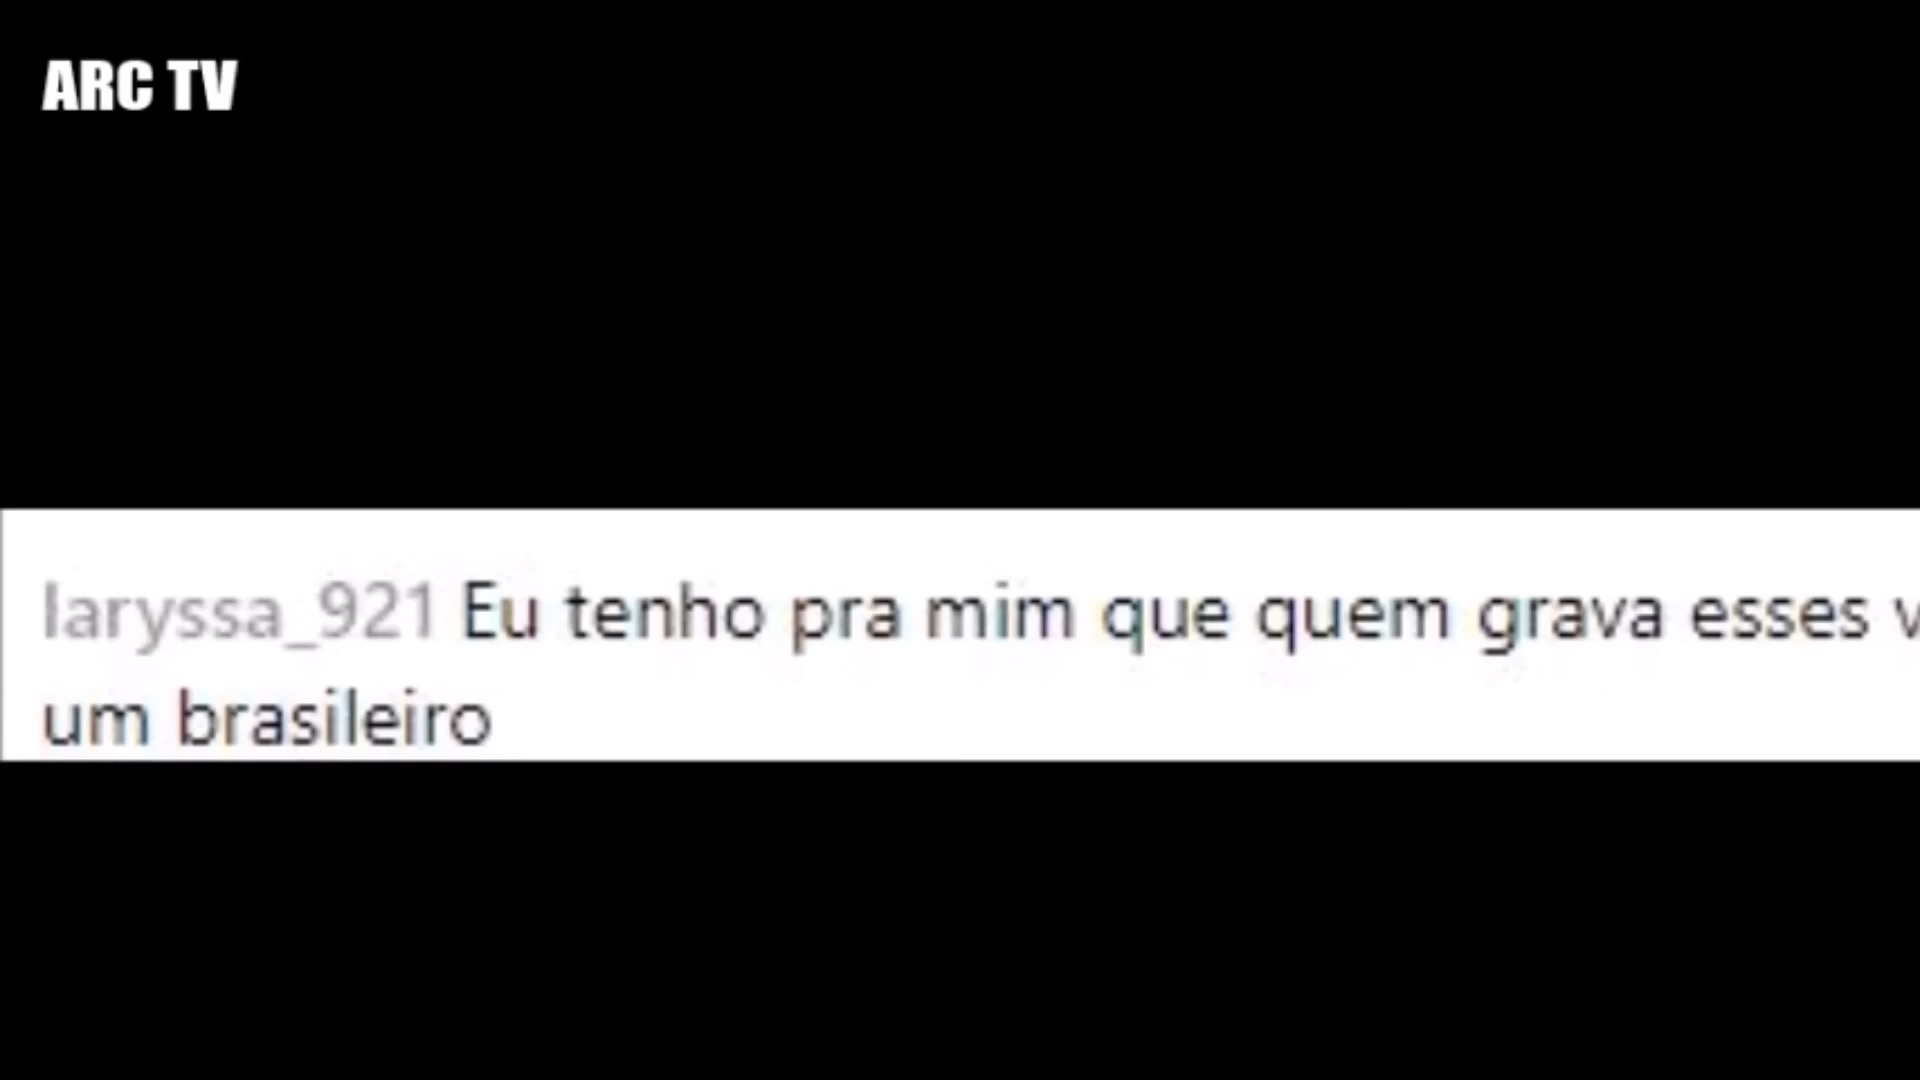 ARC TV
laryssa_921 Eu tenho pra mim que quem grava esses
um brasileiro